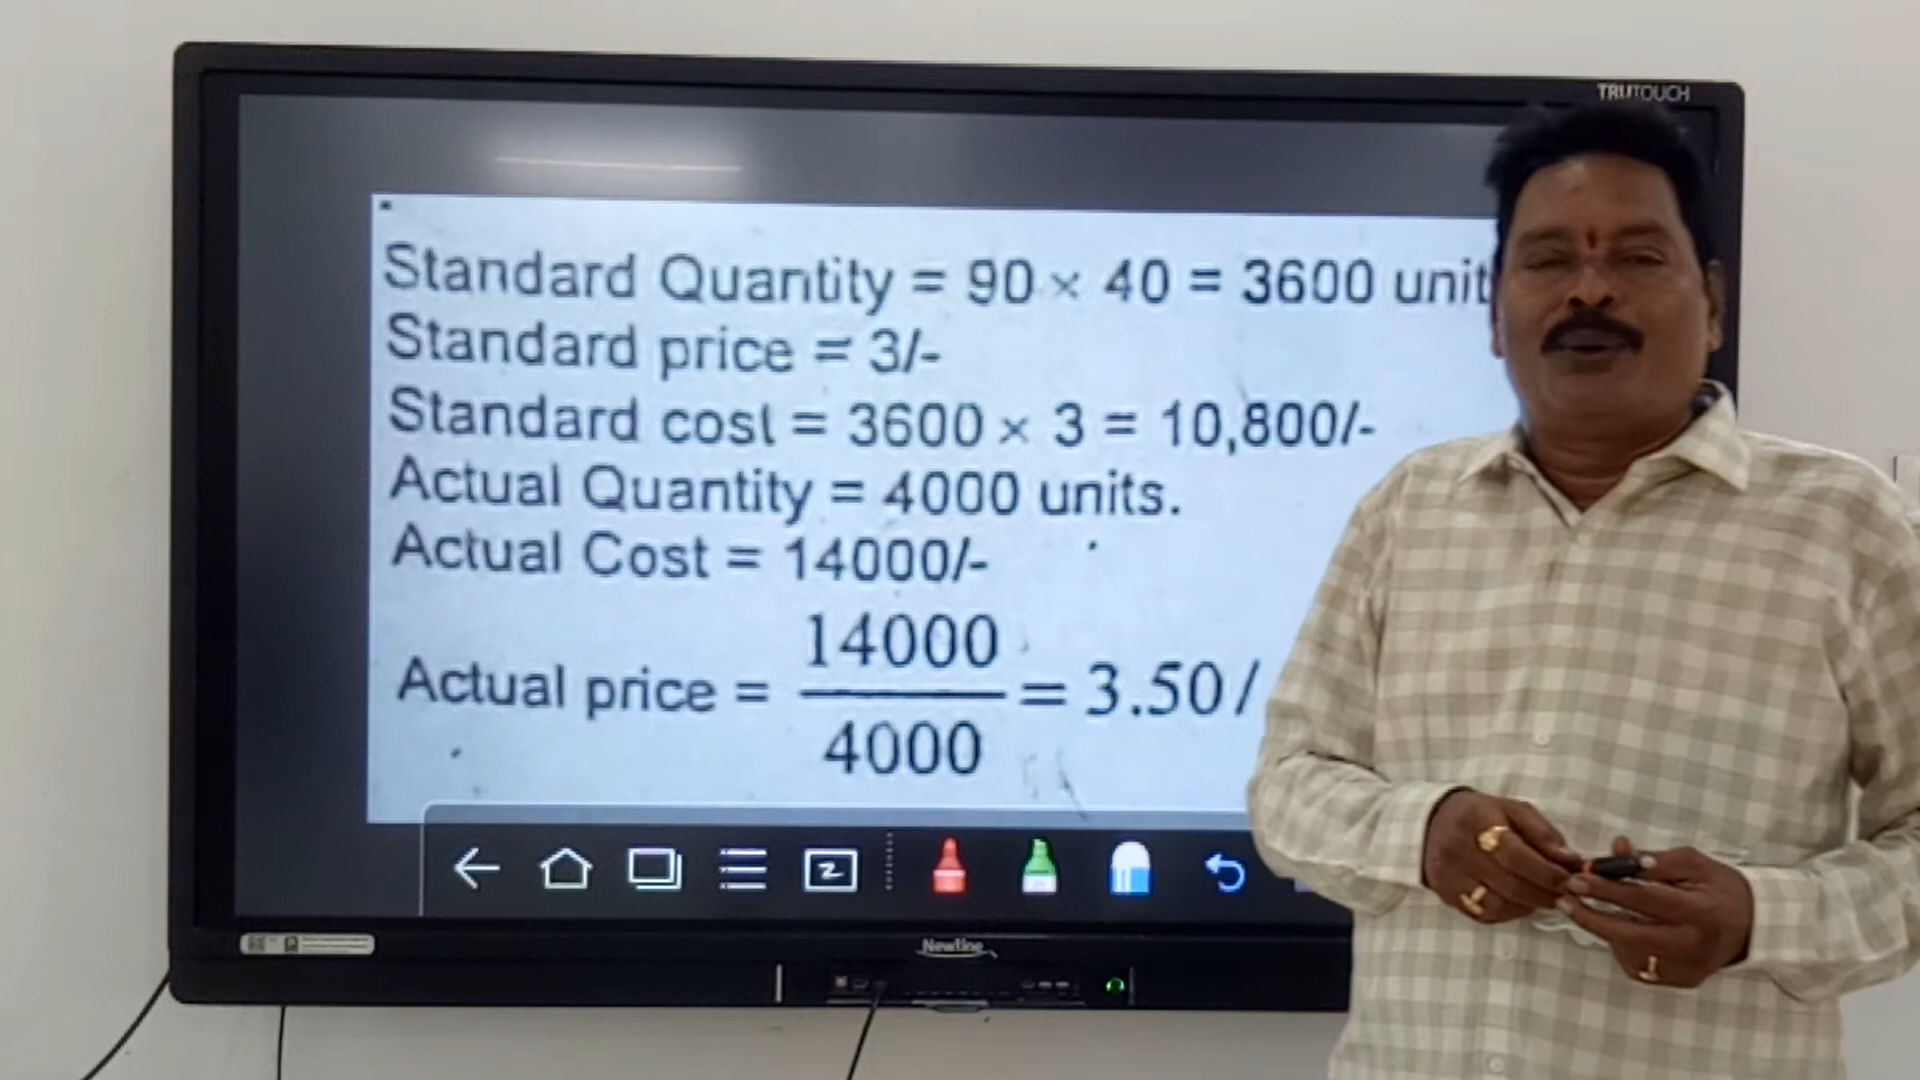 TRUTOUCH
Standard Quantity = 90 × 40 = 3600 unit
Standard price = 3/-
Standard cost = 3600 × 3 = 10,800/-
Actual Quantity = 4000 units.
Actual Cost = 14000/-
Actual price = 14000 / 4000 = 3.50/
Newline